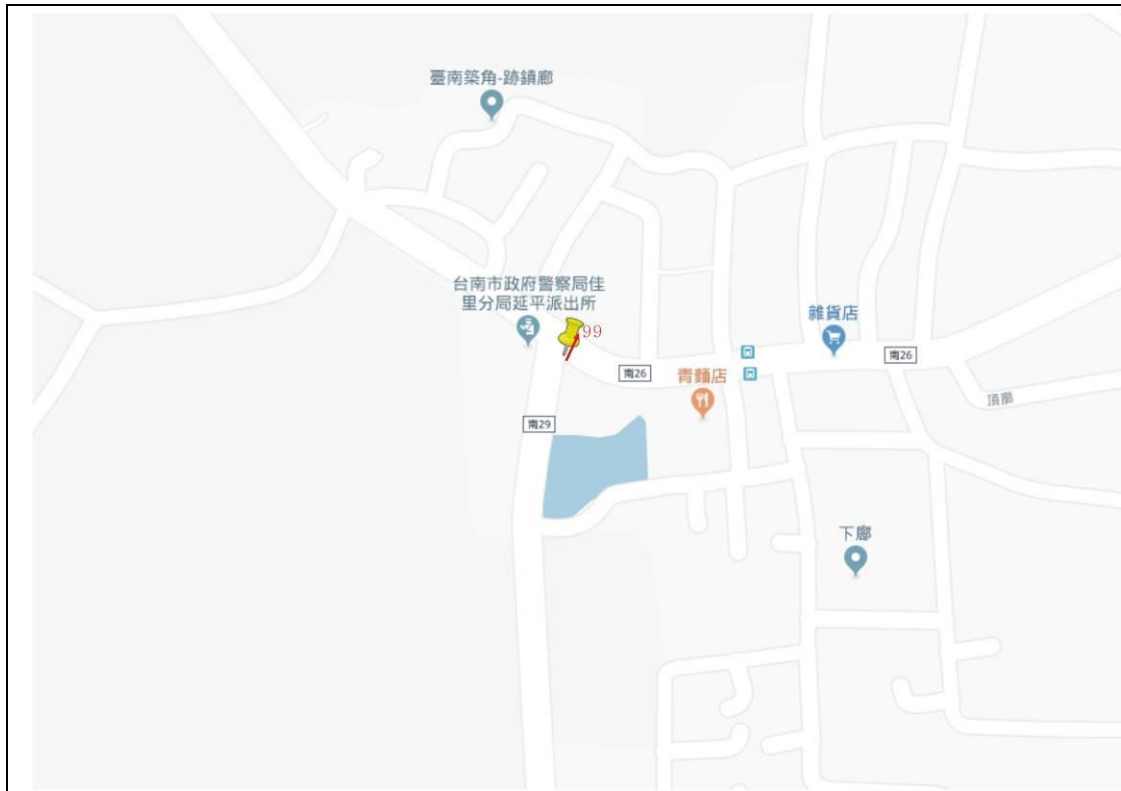 臺南築角-跡鎮廊
台南市政府警察局佳
里分局延平派出所
99
雜貨店
南26
南26
青麵店
頂廍
南29
下廍